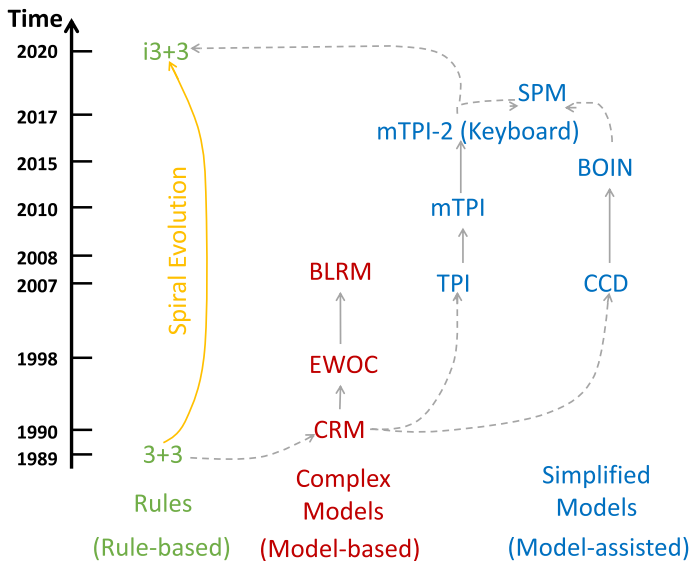 Time
2020
2017
2015
2010
2008
2007
1998
1990
1989
i3+3
Spiral Evolution
3+3
BLRM
EWOC
CRM
SPM
mTPI-2 (Keyboard)
BOIN
mTPI
TPI
CCD
Rules
(Rule-based)
Complex
Models
(Model-based)
Simplified
Models
(Model-assisted)